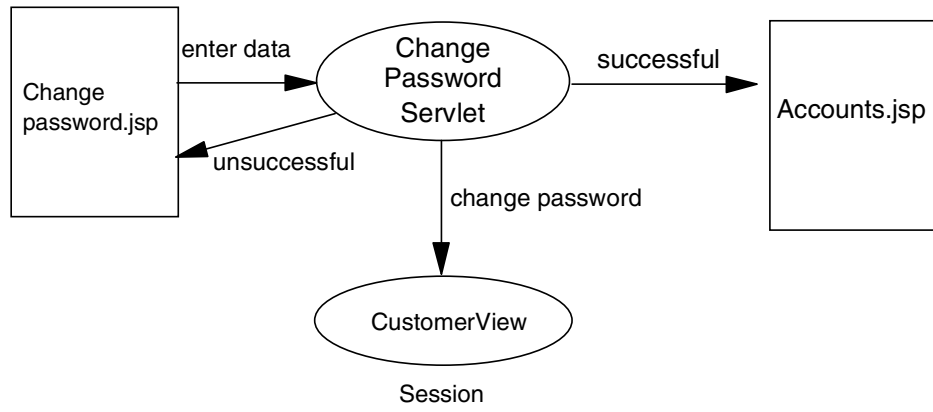 Change
password.jsp
enter data
unsuccessful
Change
Password
Servlet
successful
Accounts.jsp
change password
CustomerView
Session